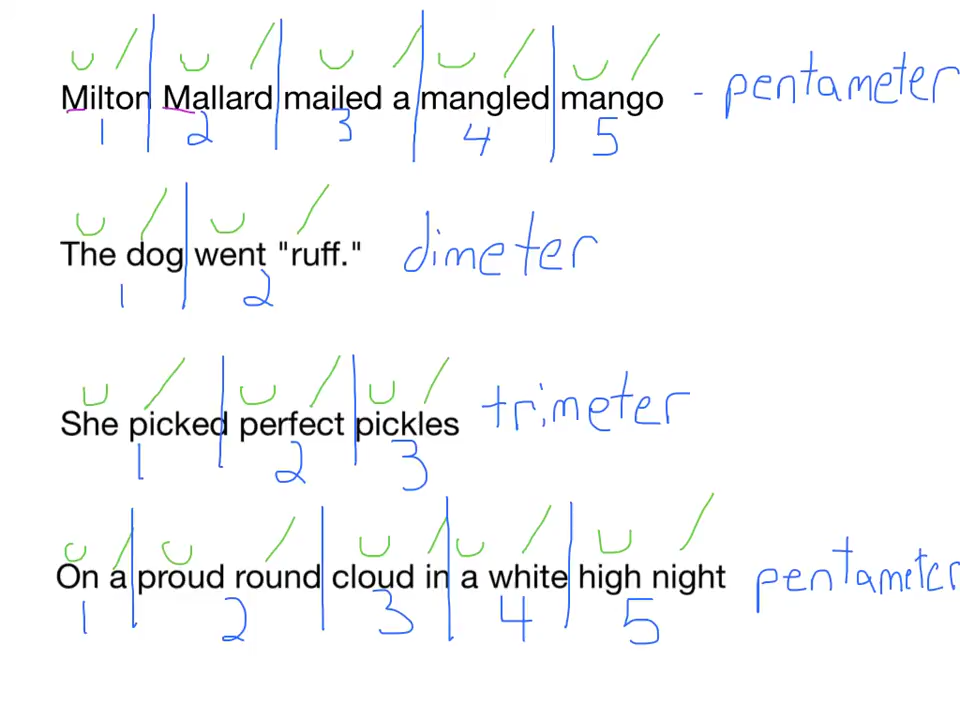 Milton Mallard mailed a mangled mango - pentameter
1 2 3 4 5
The dog went "ruff." dimeter
1 2
She picked perfect pickles trimeter
1 2 3
On a proud round cloud in a white high night pentameter
1 2 3 4 5